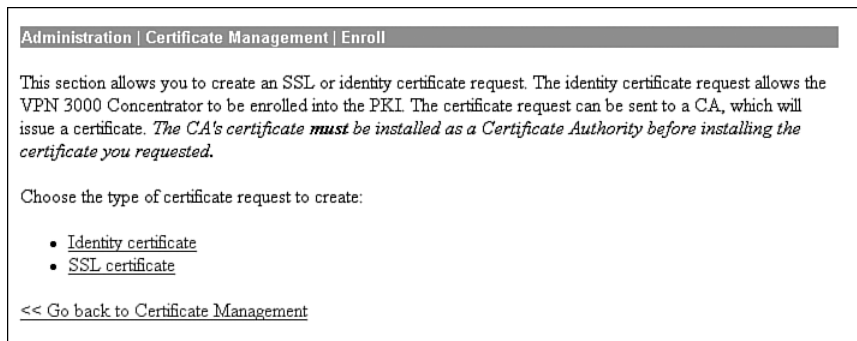 Administration | Certificate Management | Enroll
This section allows you to create an SSL or identity certificate request. The identity certificate request allows the
VPN 3000 Concentrator to be enrolled into the PKI. The certificate request can be sent to a CA, which will
issue a certificate. The CA's certificate must be installed as a Certificate Authority before installing the
certificate you requested.
Choose the type of certificate request to create:
• Identity certificate
• SSL certificate
<< Go back to Certificate Management